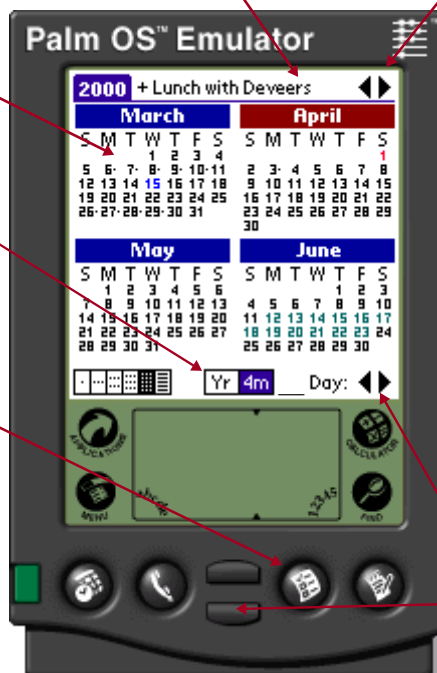 Palm OS™ Emulator
2000 + Lunch with Deveers
March April
S M T W T F S S M T W T F S
1 2 3 4 1
5 6· 7· 8· 9· 10· 11 2 3· 4 5 6 7 8
12 13 14 15 16 17 18 9 10 11 12 13 14 15
19 20 21 22 23 24 25 16 17 18 19 20 21 22
26· 27· 28· 29· 30 31 23 24 25 26 27 28 29
30
May June
S M T W T F S S M T W T F S
1 2 3 4 5 6 1 2 3
7 8 9 10 11 12 13 4 5 6 7 8 9 10
14 15 16 17 18 19 20 11 12 13 14 15 16 17
21 22 23 24 25 26 27 18 19 20 21 22 23 24
28 29 30 31 25 26 27 28 29 30
Yr 4m __ Day:
APPLICATIONS CALCULATOR
MENU abcde 12345 FIND